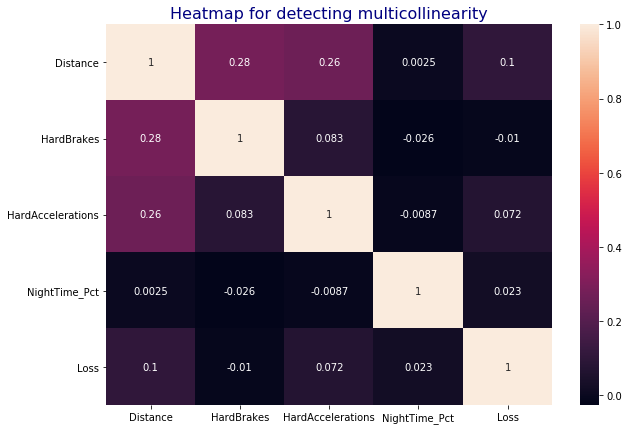 Heatmap for detecting multicollinearity
Distance 1 0.28 0.26 0.0025 0.1
HardBrakes 0.28 1 0.083 -0.026 -0.01
HardAccelerations 0.26 0.083 1 -0.0087 0.072
NightTime_Pct 0.0025 -0.026 -0.0087 1 0.023
Loss 0.1 -0.01 0.072 0.023 1
Distance HardBrakes HardAccelerations NightTime_Pct Loss
1.0
0.8
0.6
0.4
0.2
0.0